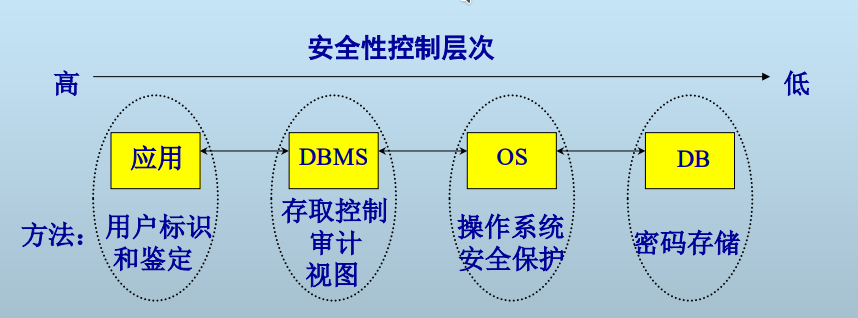 安全性控制层次
高
低
应用
DBMS
OS
DB
方法：
用户标识
和鉴定
存取控制
审计
视图
操作系统
安全保护
密码存储